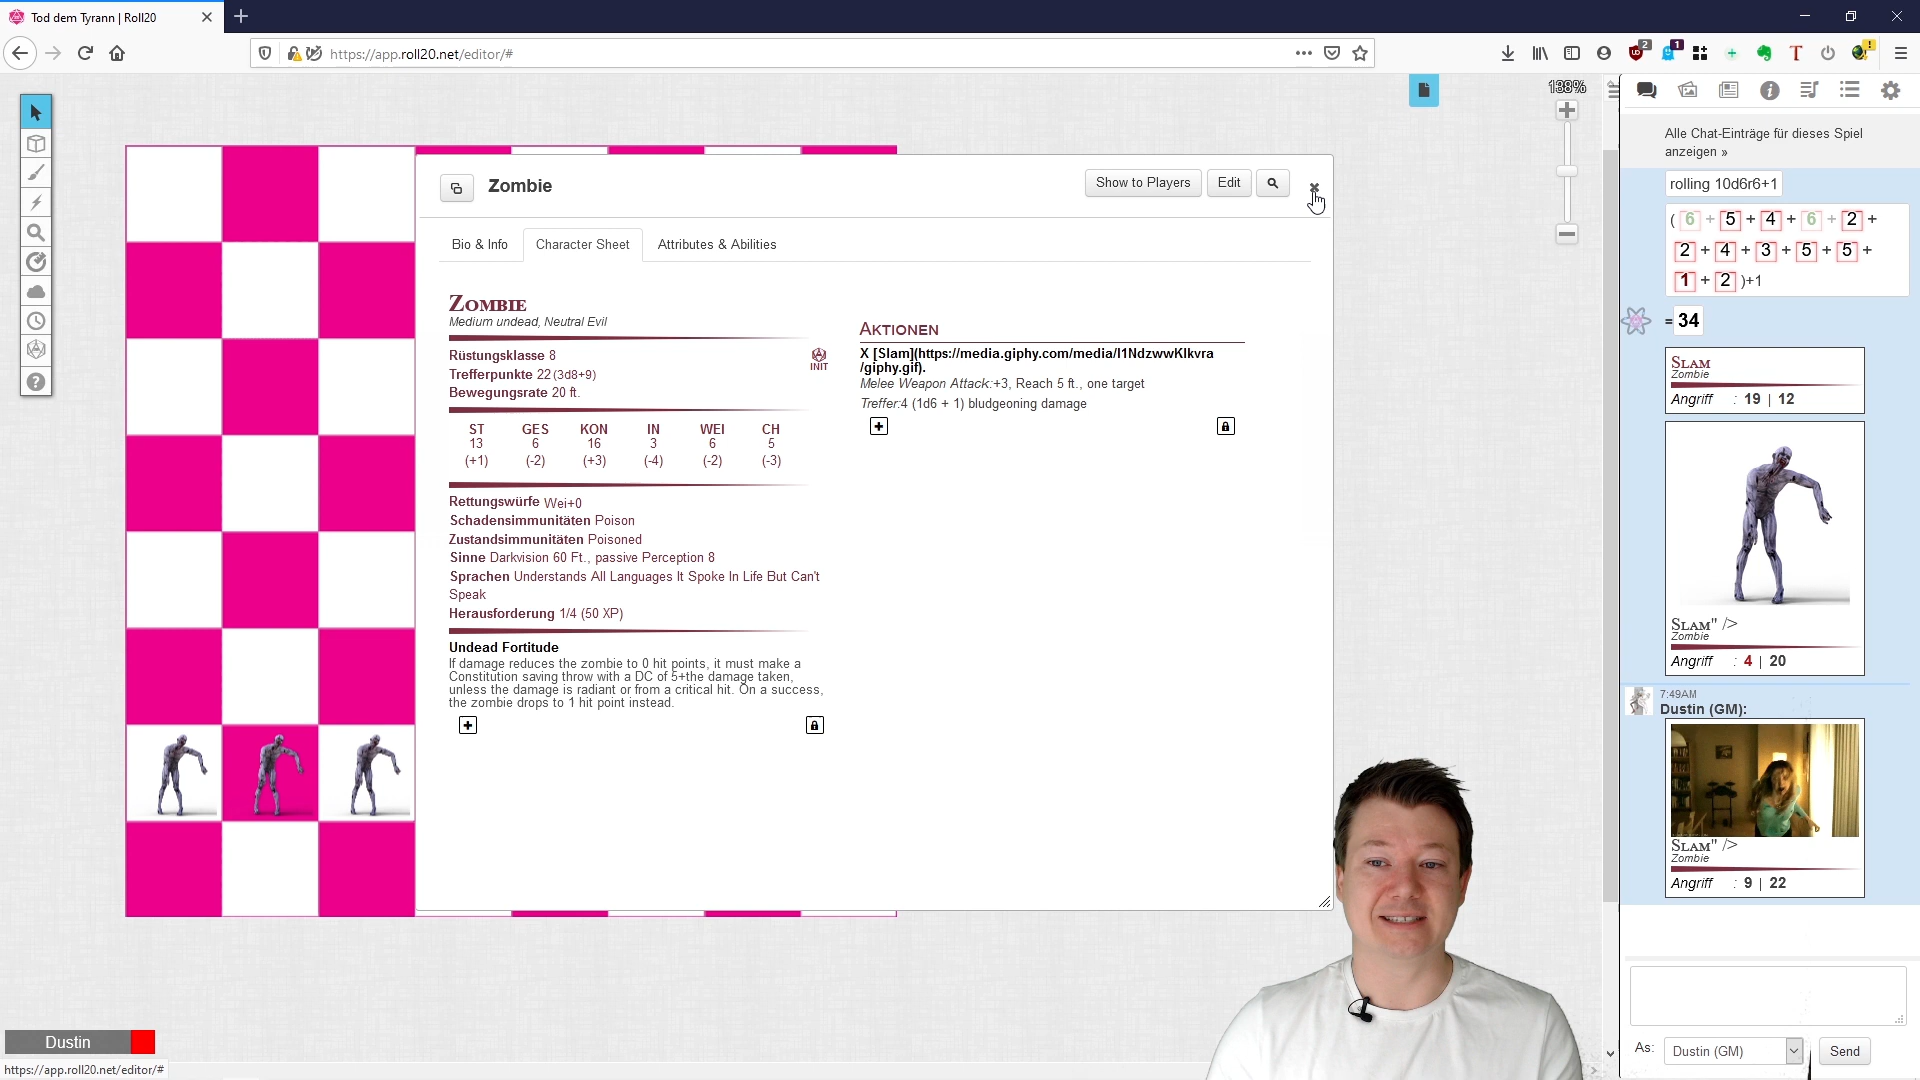 Tod dem Tyrann | Roll20
https://app.roll20.net/editor/#
2
1
T
!
138%
Zombie
Show to Players
Edit
Bio & Info
Character Sheet
Attributes & Abilities
ZOMBIE
Medium undead, Neutral Evil
Rüstungsklasse 8
Trefferpunkte 22 (3d8+9)
Bewegungsrate 20 ft.
INIT
ST GES KON IN WEI CH
13 6 16 3 6 5
(+1) (-2) (+3) (-4) (-2) (-3)
Rettungswürfe Wei+0
Schadensimmunitäten Poison
Zustandsimmunitäten Poisoned
Sinne Darkvision 60 Ft., passive Perception 8
Sprachen Understands All Languages It Spoke In Life But Can't
Speak
Herausforderung 1/4 (50 XP)
Undead Fortitude
If damage reduces the zombie to 0 hit points, it must make a
Constitution saving throw with a DC of 5+the damage taken,
unless the damage is radiant or from a critical hit. On a success,
the zombie drops to 1 hit point instead.
AKTIONEN
X [Slam](https://media.giphy.com/media/l1NdzwwKlkvra
/giphy.gif).
Melee Weapon Attack:+3, Reach 5 ft., one target
Treffer:4 (1d6 + 1) bludgeoning damage
Alle Chat-Einträge für dieses Spiel
anzeigen »
rolling 10d6r6+1
( 6 + 5 + 4 + 6 + 2 +
2 + 4 + 3 + 5 + 5 +
1 + 2 )+1
= 34
SLAM
Zombie
Angriff : 19 | 12
SLAM" />
Zombie
Angriff : 4 | 20
7:49AM
Dustin (GM):
SLAM" />
Zombie
Angriff : 9 | 22
As:
Dustin (GM)
Send
Dustin
https://app.roll20.net/editor/#